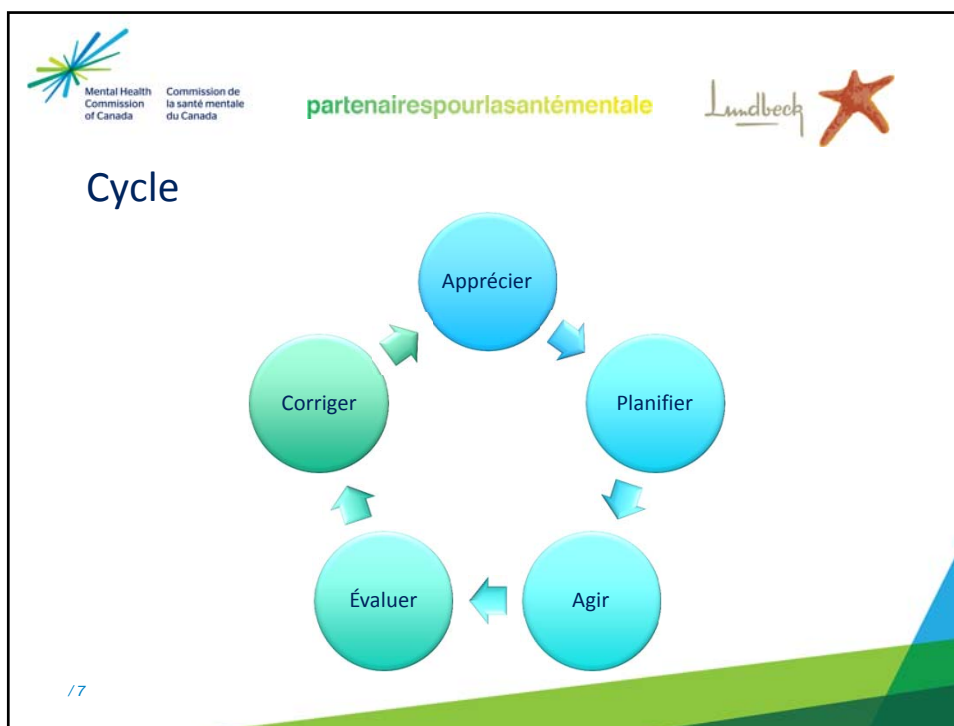 Mental Health
Commission
of Canada
Commission de
la santé mentale
du Canada
partenairespourlasantémentale
Lundbeck
Cycle
Apprécier
Planifier
Agir
Évaluer
Corriger
/ 7